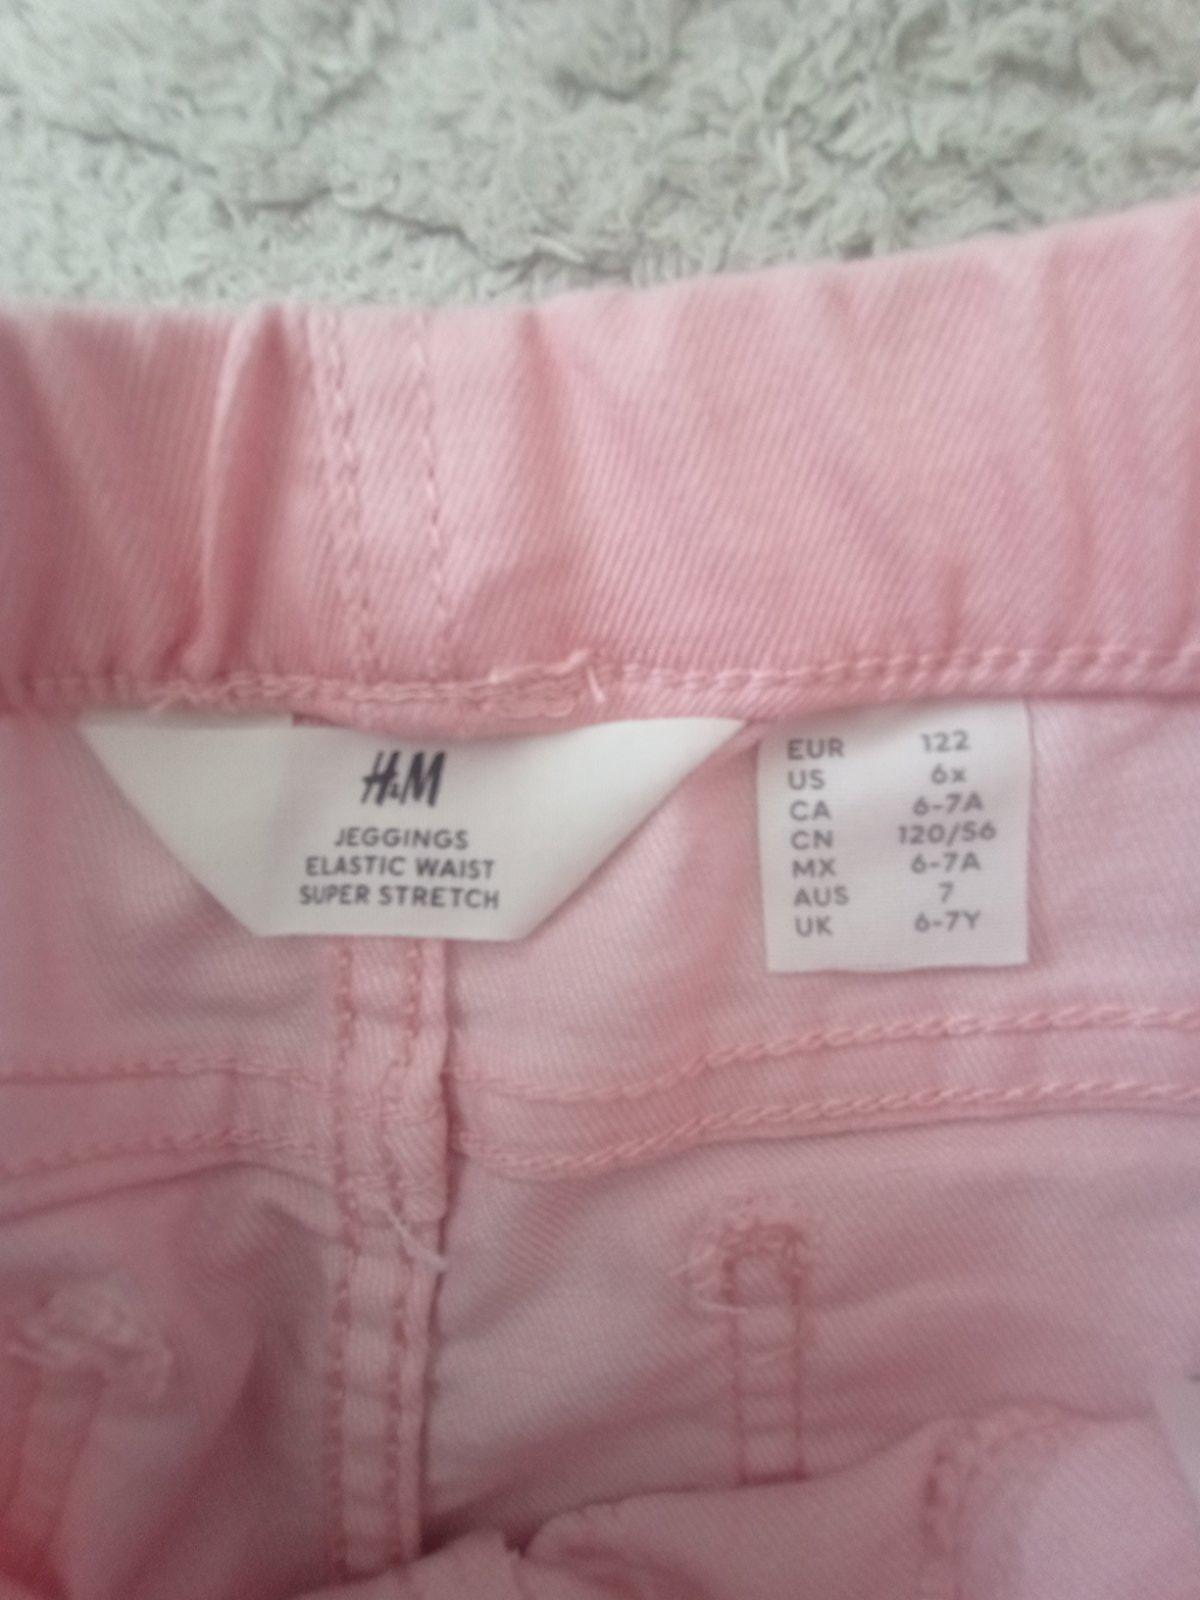 H&M
JEGGINGS
ELASTIC WAIST
SUPER STRETCH
EUR 122
US 6x
CA 6-7A
CN 120/56
MX 6-7A
AUS 7
UK 6-7Y